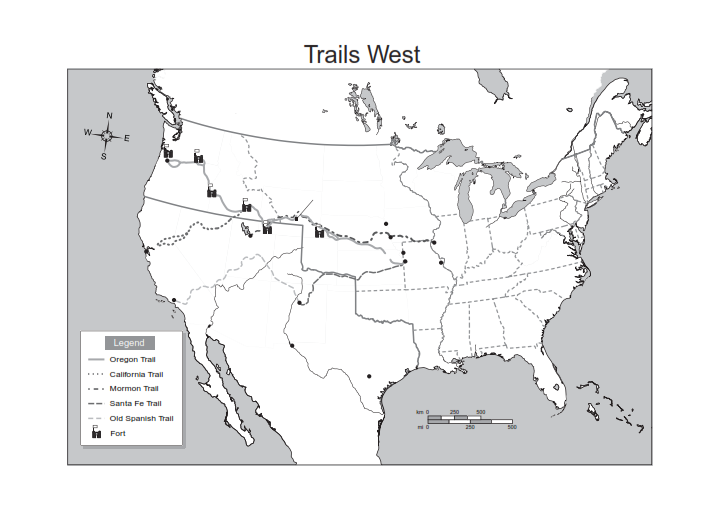 Trails West
N
W E
S
Legend
Oregon Trail
California Trail
Mormon Trail
Santa Fe Trail
Old Spanish Trail
Fort
km 0 250 500
mi 0 250 500